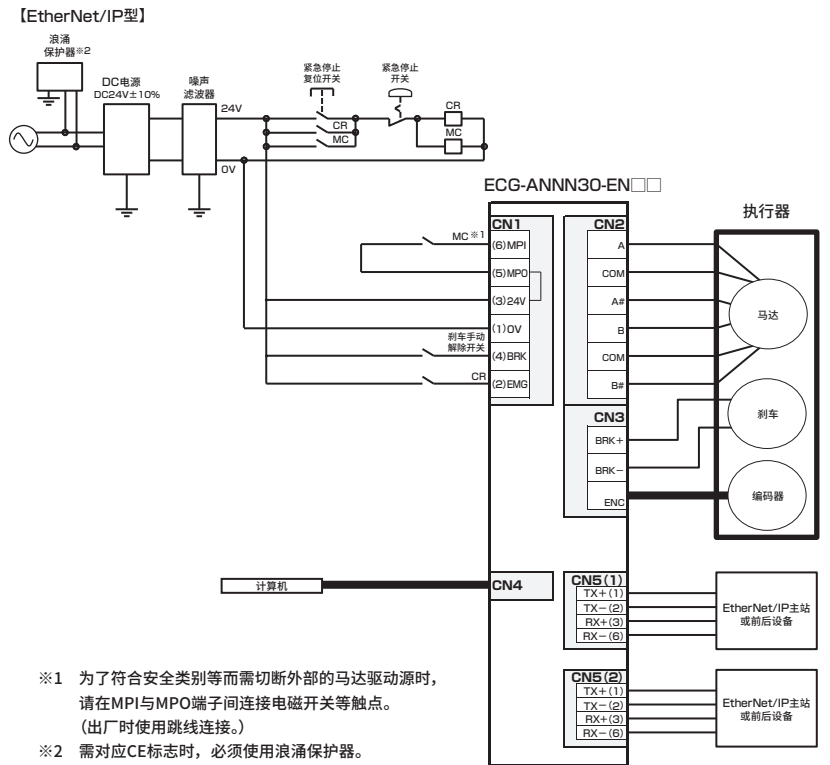 【EtherNet/IP型】
浪涌
保护器※2
DC电源
DC24V±10%
噪声
滤波器
24V
0V
紧急停止
复位开关
紧急停止
开关
CR
MC
CR
MC
ECG-ANNN30-EN□□
执行器
CN1
MC※1
(6)MPI
(5)MPO
(3)24V
(1)0V
刹车手动
解除开关
(4)BRK
CR
(2)EMG
CN2
A
COM
A#
B
COM
B#
马达
CN3
BRK+
BRK−
ENC
刹车
编码器
计算机
CN4
CN5(1)
TX+(1)
TX−(2)
RX+(3)
RX−(6)
EtherNet/IP主站
或前后设备
CN5(2)
TX+(1)
TX−(2)
RX+(3)
RX−(6)
EtherNet/IP主站
或前后设备
※1 为了符合安全类别等而需切断外部的马达驱动源时，
请在MPI与MPO端子间连接电磁开关等触点。
（出厂时使用跳线连接。）
※2 需对应CE标志时，必须使用浪涌保护器。